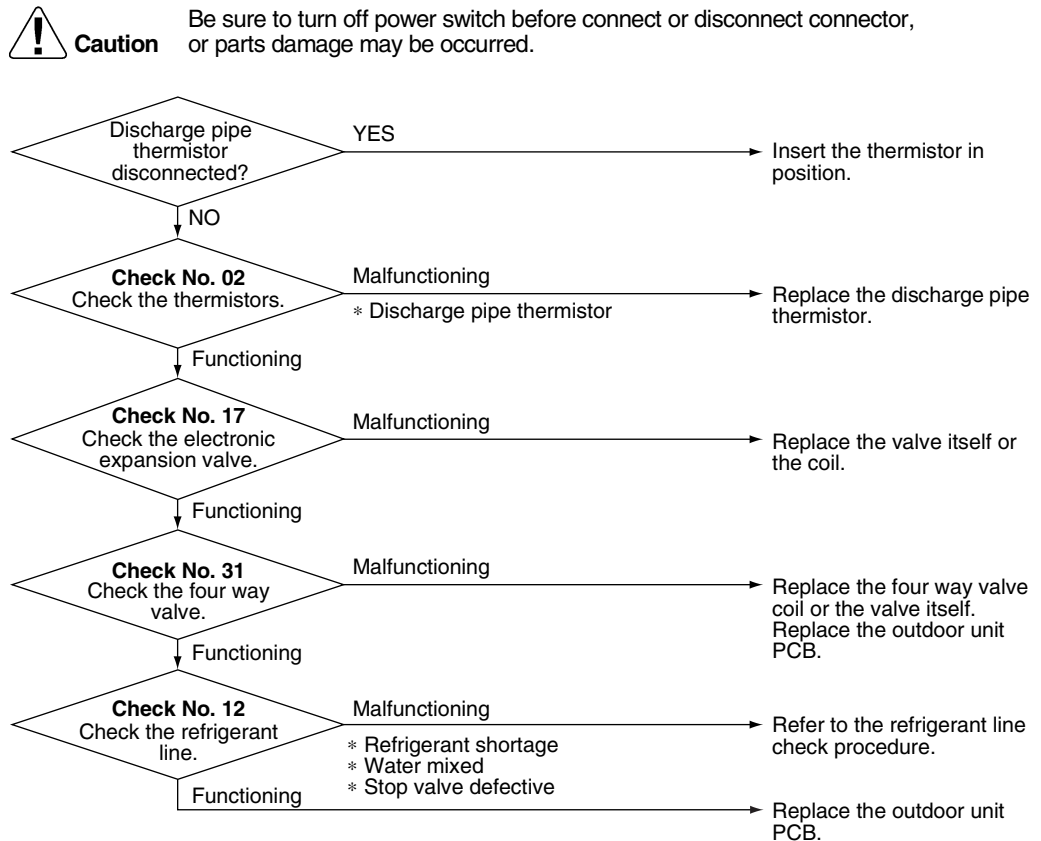 Be sure to turn off power switch before connect or disconnect connector,
Caution or parts damage may be occurred.
Discharge pipe
thermistor
disconnected?
YES
Insert the thermistor in
position.
NO
Check No. 02
Check the thermistors.
Malfunctioning
* Discharge pipe thermistor
Replace the discharge pipe
thermistor.
Functioning
Check No. 17
Check the electronic
expansion valve.
Malfunctioning
Replace the valve itself or
the coil.
Functioning
Check No. 31
Check the four way
valve.
Malfunctioning
Replace the four way valve
coil or the valve itself.
Replace the outdoor unit
PCB.
Functioning
Check No. 12
Check the refrigerant
line.
Malfunctioning
* Refrigerant shortage
* Water mixed
* Stop valve defective
Refer to the refrigerant line
check procedure.
Functioning
Replace the outdoor unit
PCB.